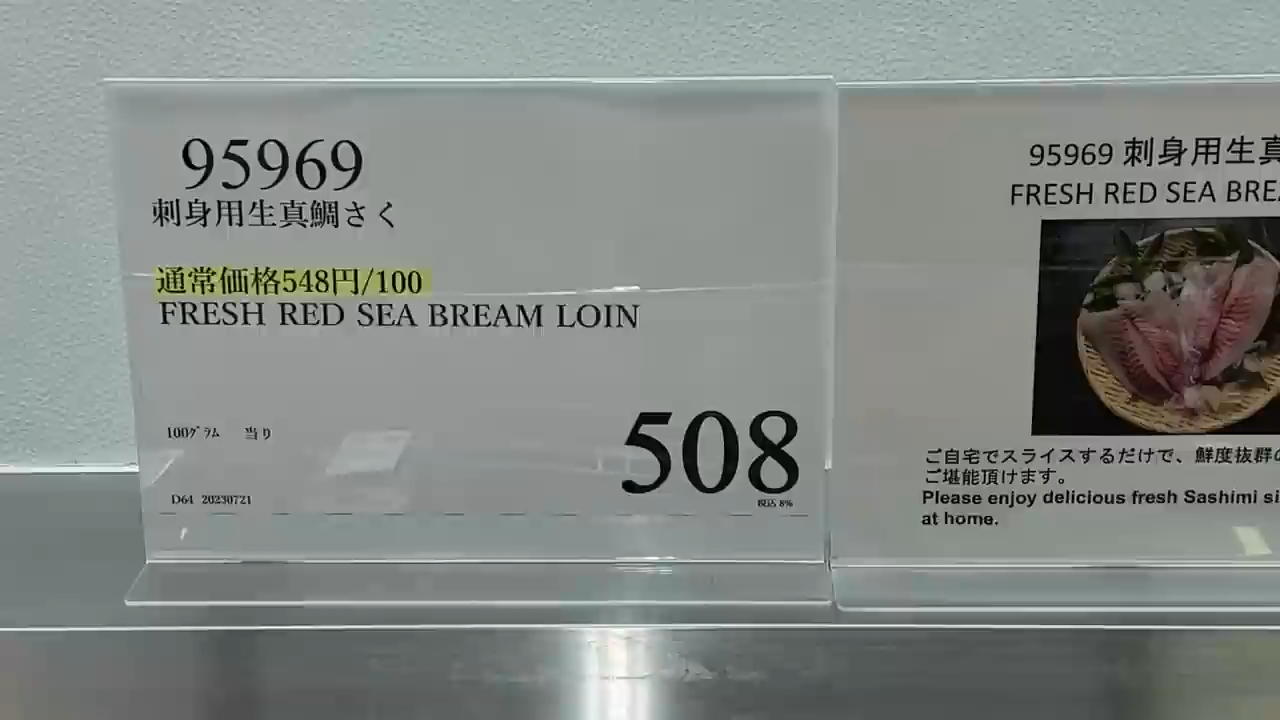 95969
刺身用生真鯛さく
通常価格548円/100
FRESH RED SEA BREAM LOIN
100グラム 当り
508
税込 8%
D64 20230721
95969 刺身用生真
FRESH RED SEA BREA
ご自宅でスライスするだけで、鮮度抜群の
ご堪能頂けます。
Please enjoy delicious fresh Sashimi si
at home.